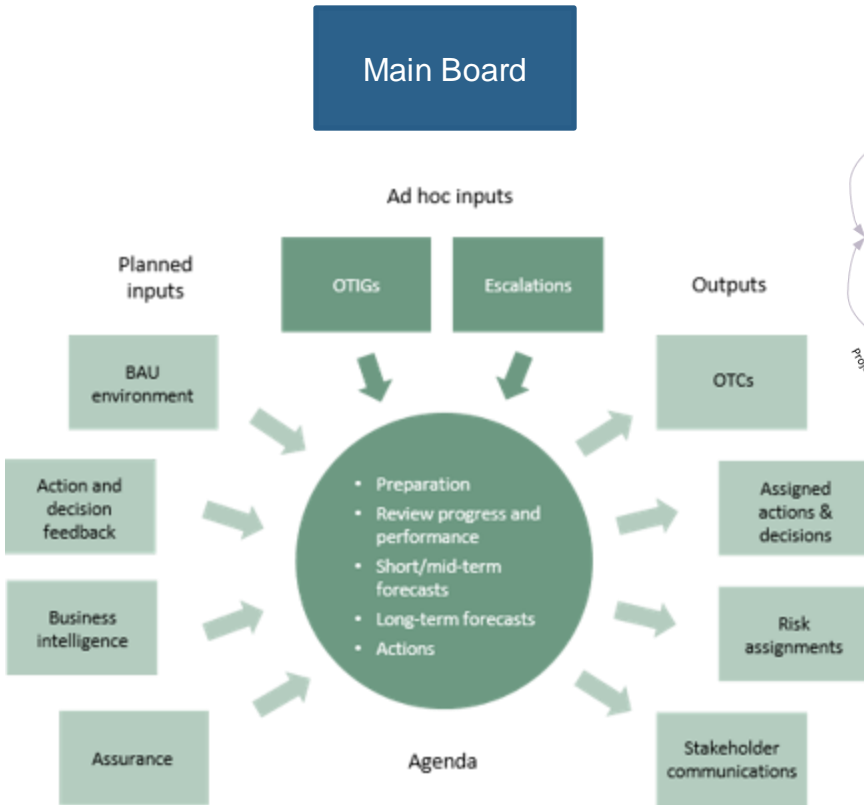 Main Board
Ad hoc inputs
Planned
inputs
OTIGs
Escalations
Outputs
BAU
environment
OTCs
Action and
decision
feedback
• Preparation
• Review progress and
performance
• Short/mid-term
forecasts
• Long-term forecasts
• Actions
Assigned
actions &
decisions
Business
intelligence
Risk
assignments
Assurance
Agenda
Stakeholder
communications